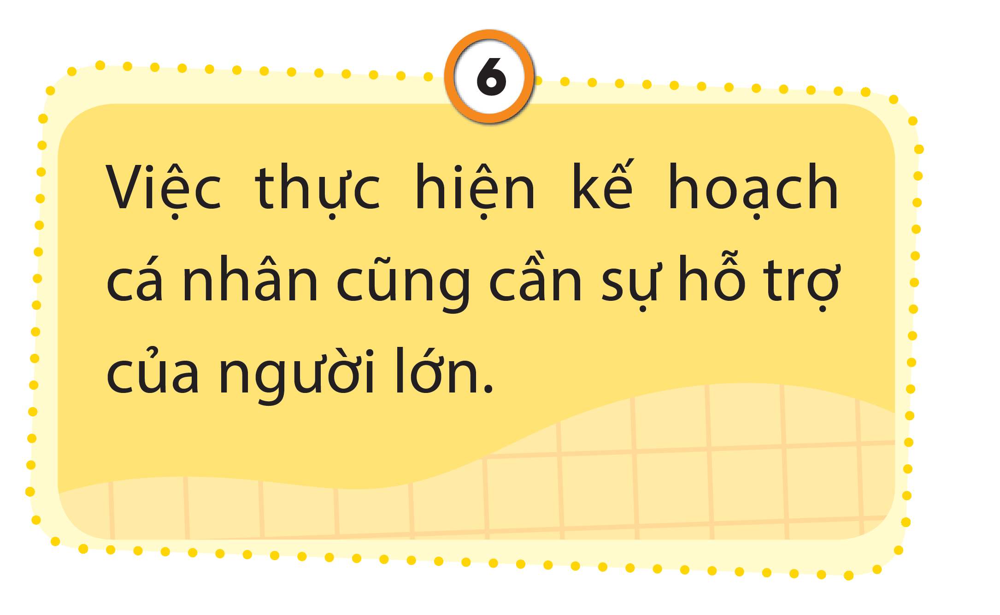 6
Việc thực hiện kế hoạch
cá nhân cũng cần sự hỗ trợ
của người lớn.